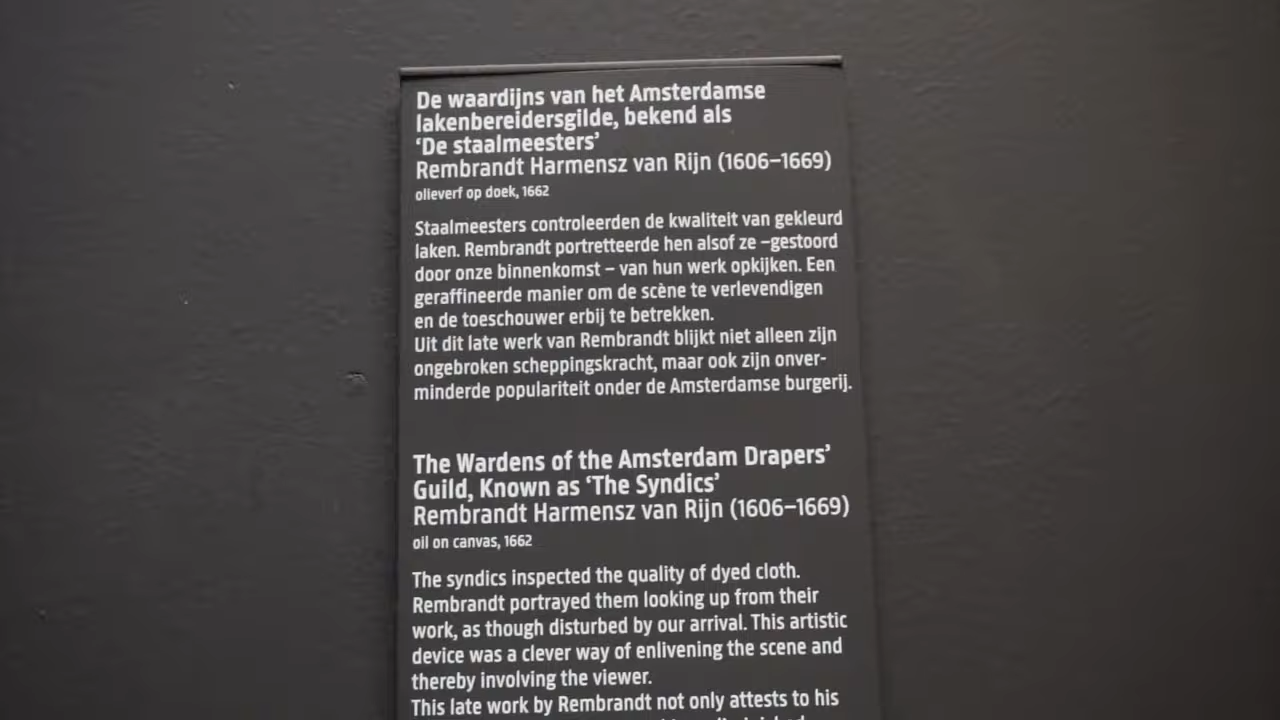 De waardijns van het Amsterdamse
lakenbereidersgilde, bekend als
‘De staalmeesters’
Rembrandt Harmensz van Rijn (1606–1669)
olieverf op doek, 1662
Staalmeesters controleerden de kwaliteit van gekleurd
laken. Rembrandt portretteerde hen alsof ze –gestoord
door onze binnenkomst – van hun werk opkijken. Een
geraffineerde manier om de scène te verlevendigen
en de toeschouwer erbij te betrekken.
Uit dit late werk van Rembrandt blijkt niet alleen zijn
ongebroken scheppingskracht, maar ook zijn onver-
minderde populariteit onder de Amsterdamse burgerij.
The Wardens of the Amsterdam Drapers’
Guild, Known as ‘The Syndics’
Rembrandt Harmensz van Rijn (1606–1669)
oil on canvas, 1662
The syndics inspected the quality of dyed cloth.
Rembrandt portrayed them looking up from their
work, as though disturbed by our arrival. This artistic
device was a clever way of enlivening the scene and
thereby involving the viewer.
This late work by Rembrandt not only attests to his